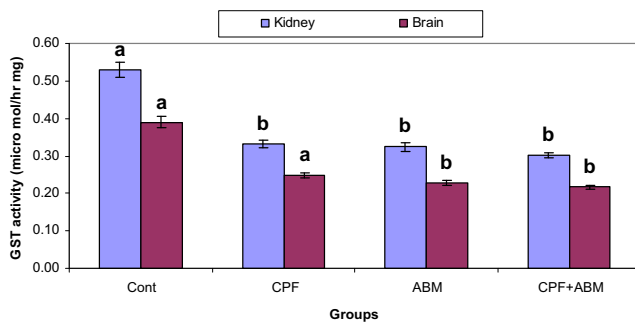 Kidney Brain
0.60
0.50
0.40
0.30
0.20
0.10
0.00
GST activity (micro mol/hr mg)
a
a
b
a
b
b
b
b
Cont CPF ABM CPF+ABM
Groups